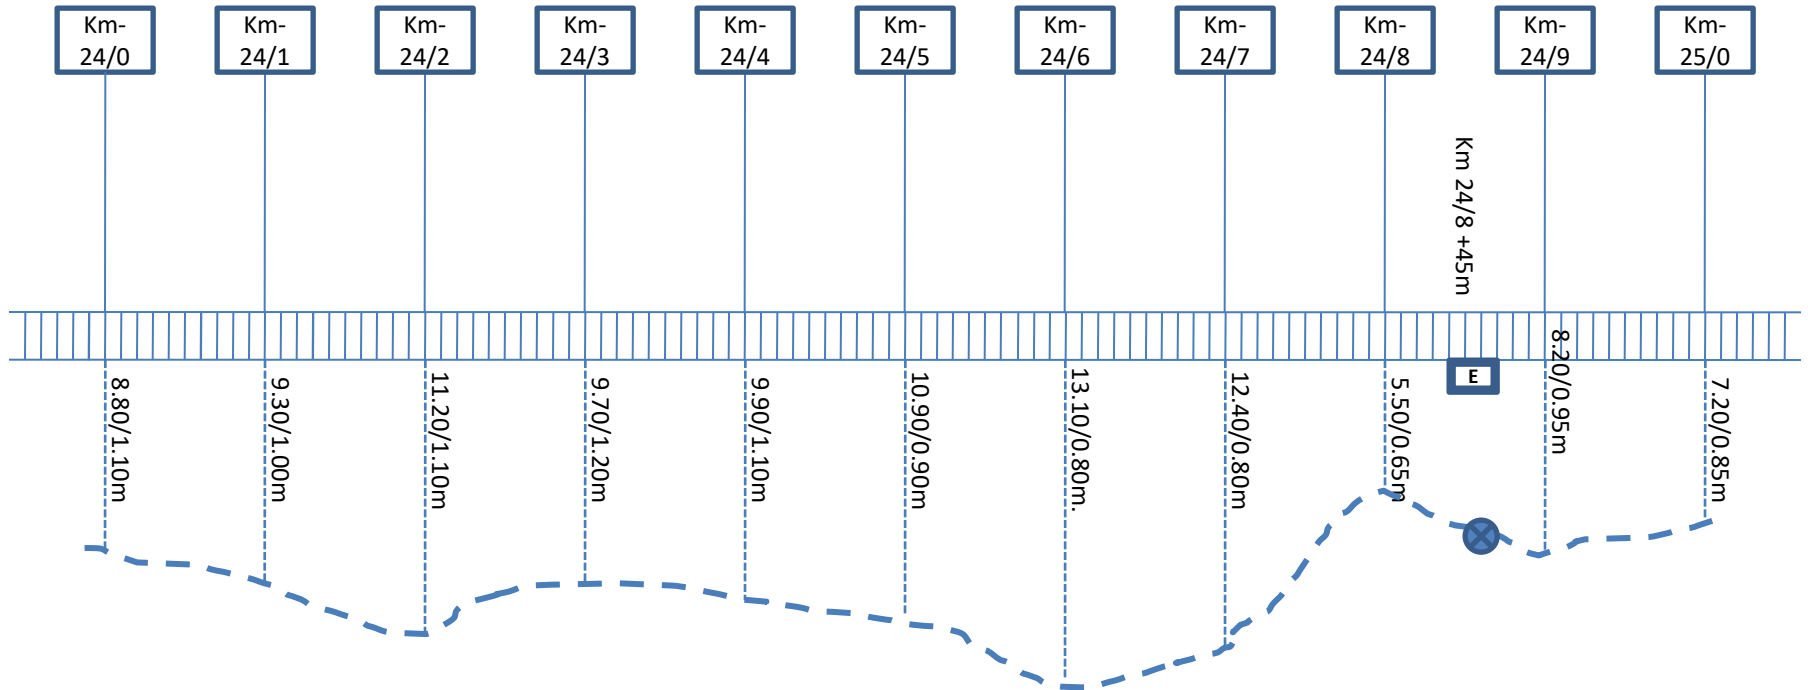 Km-
24/0
Km-
24/1
Km-
24/2
Km-
24/3
Km-
24/4
Km-
24/5
Km-
24/6
Km-
24/7
Km-
24/8
Km-
24/9
Km-
25/0
Km 24/8 +45m
8.80/1.10m
9.30/1.00m
11.20/1.10m
9.70/1.20m
9.90/1.10m
10.90/0.90m
13.10/0.80m.
12.40/0.80m
5.50/0.65m
E
8.20/0.95m
7.20/0.85m